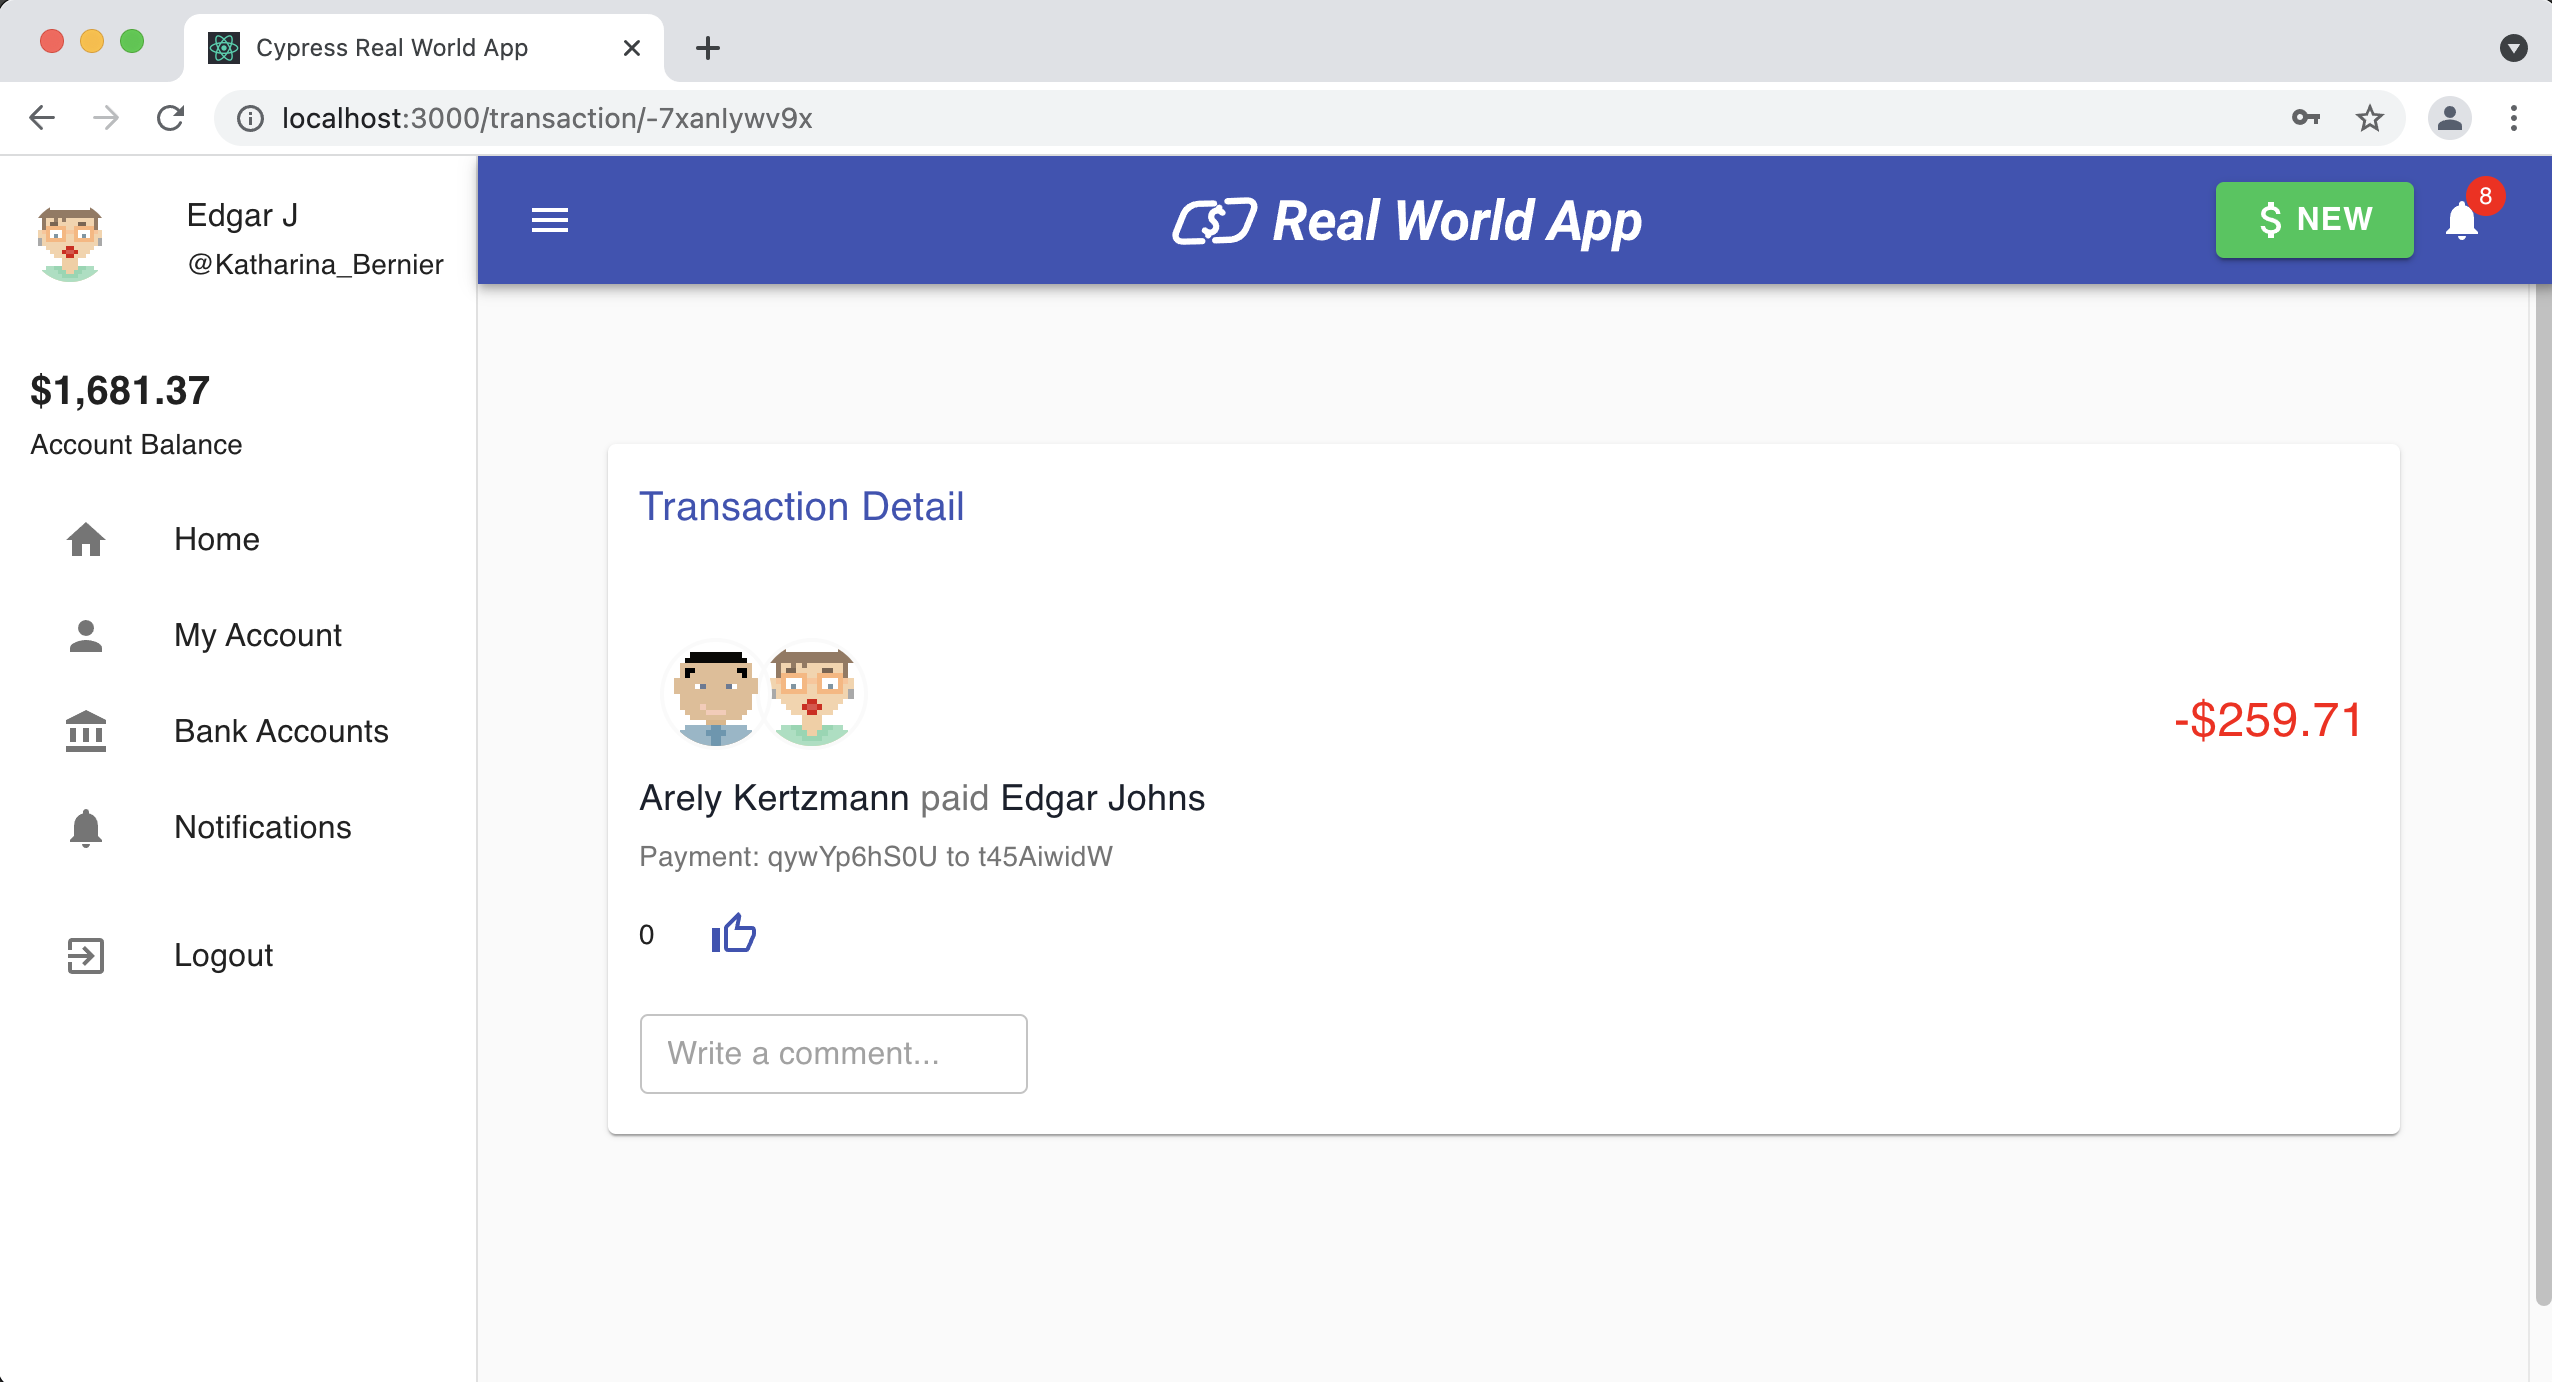 Cypress Real World App
localhost:3000/transaction/-7xanlywv9x
Edgar J
@Katharina_Bernier
Real World App
$ NEW
8
$1,681.37
Account Balance
Home
My Account
Bank Accounts
Notifications
Logout
Transaction Detail
-$259.71
Arely Kertzmann paid Edgar Johns
Payment: qywYp6hS0U to t45AiwidW
0
Write a comment...